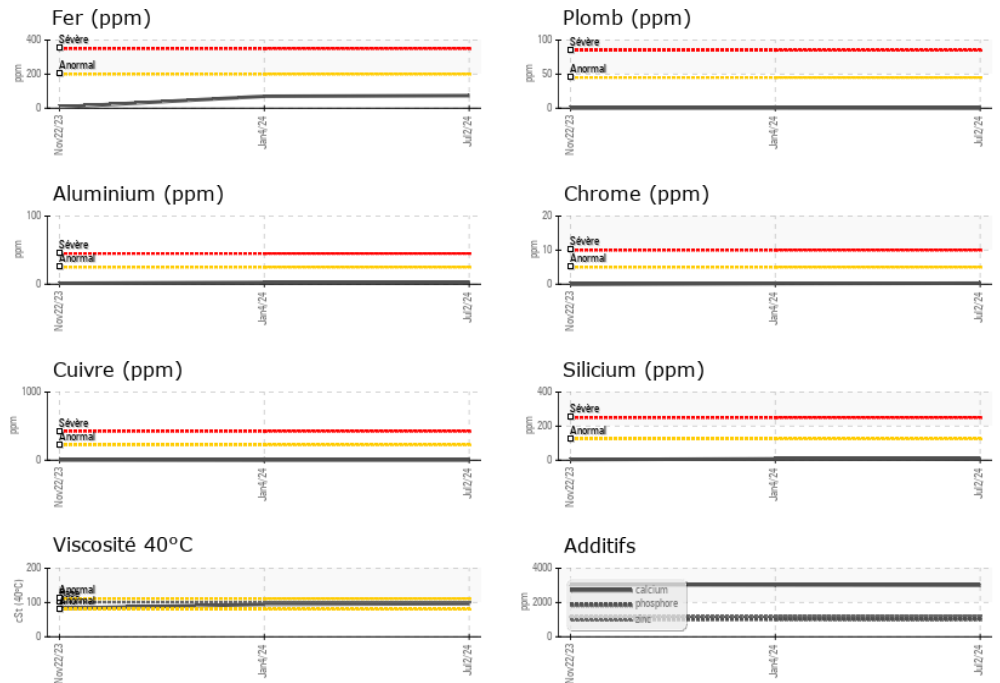 Fer (ppm)
400
200
0
ppm
Sévère
Anormal
Nov22/23
Jan4/24
Jul2/24
Plomb (ppm)
100
50
0
ppm
Sévère
Anormal
Nov22/23
Jan4/24
Jul2/24
Aluminium (ppm)
100
50
0
ppm
Sévère
Anormal
Nov22/23
Jan4/24
Jul2/24
Chrome (ppm)
20
10
0
ppm
Sévère
Anormal
Nov22/23
Jan4/24
Jul2/24
Cuivre (ppm)
1000
500
0
ppm
Sévère
Anormal
Nov22/23
Jan4/24
Jul2/24
Silicium (ppm)
400
200
0
ppm
Sévère
Anormal
Nov22/23
Jan4/24
Jul2/24
Viscosité 40°C
200
100
0
cSt (40°C)
Anormal
Base
Anormal
Nov22/23
Jan4/24
Jul2/24
Additifs
4000
2000
0
ppm
calcium
phosphore
zinc
Nov22/23
Jan4/24
Jul2/24